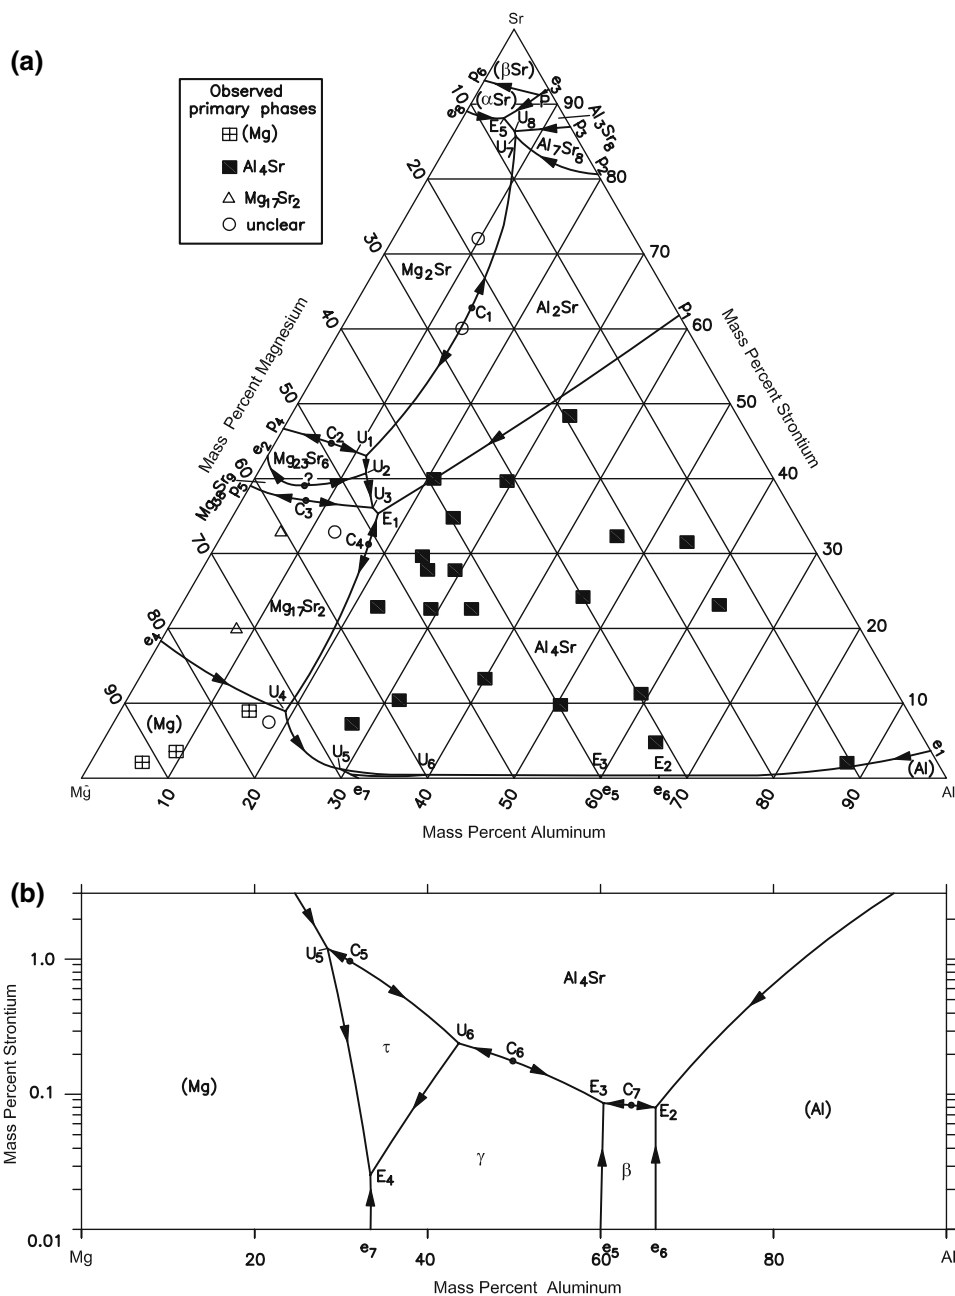 (a)
Sr
Observed
primary phases
(Mg)
Al4Sr
Mg17Sr2
unclear
p6
(βSr)
e3
(αSr)
P
90
10
e8
E5
U8
U7
p3
Al3Sr8
Al7Sr8
p2
80
20
30
Mg2Sr
70
Al2Sr
C1
p1
60
40
Mass Percent Magnesium
Mass Percent Strontium
50
50
p4
C2
U1
e2
Mg23Sr6
U2
60
?
40
Mg38Sr9
p5
C3
U3
E1
C4
70
30
Mg17Sr2
80
e4
Al4Sr
20
90
U4
(Mg)
10
U5
U6
E3
E2
e1
(Al)
Mg
10
20
30
e7
40
50
60
e5
e6
70
80
90
Al
Mass Percent Aluminum
(b)
1.0
U5
C5
Al4Sr
Mass Percent Strontium
τ
U6
C6
0.1
(Mg)
E3
C7
E2
(Al)
γ
β
E4
0.01
Mg
20
e7
40
60
e5
e6
80
Al
Mass Percent Aluminum